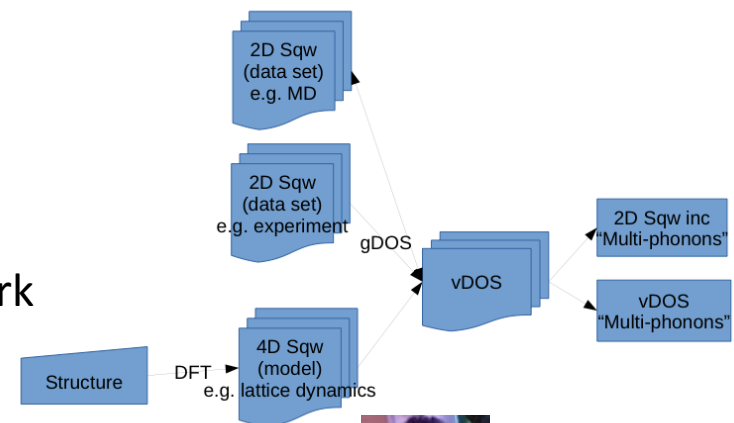 2D Sqw
(data set)
e.g. MD
2D Sqw
(data set)
e.g. experiment
gDOS
vDOS
2D Sqw inc
“Multi-phonons”
vDOS
“Multi-phonons”
rk
Structure
DFT
4D Sqw
(model)
e.g. lattice dynamics